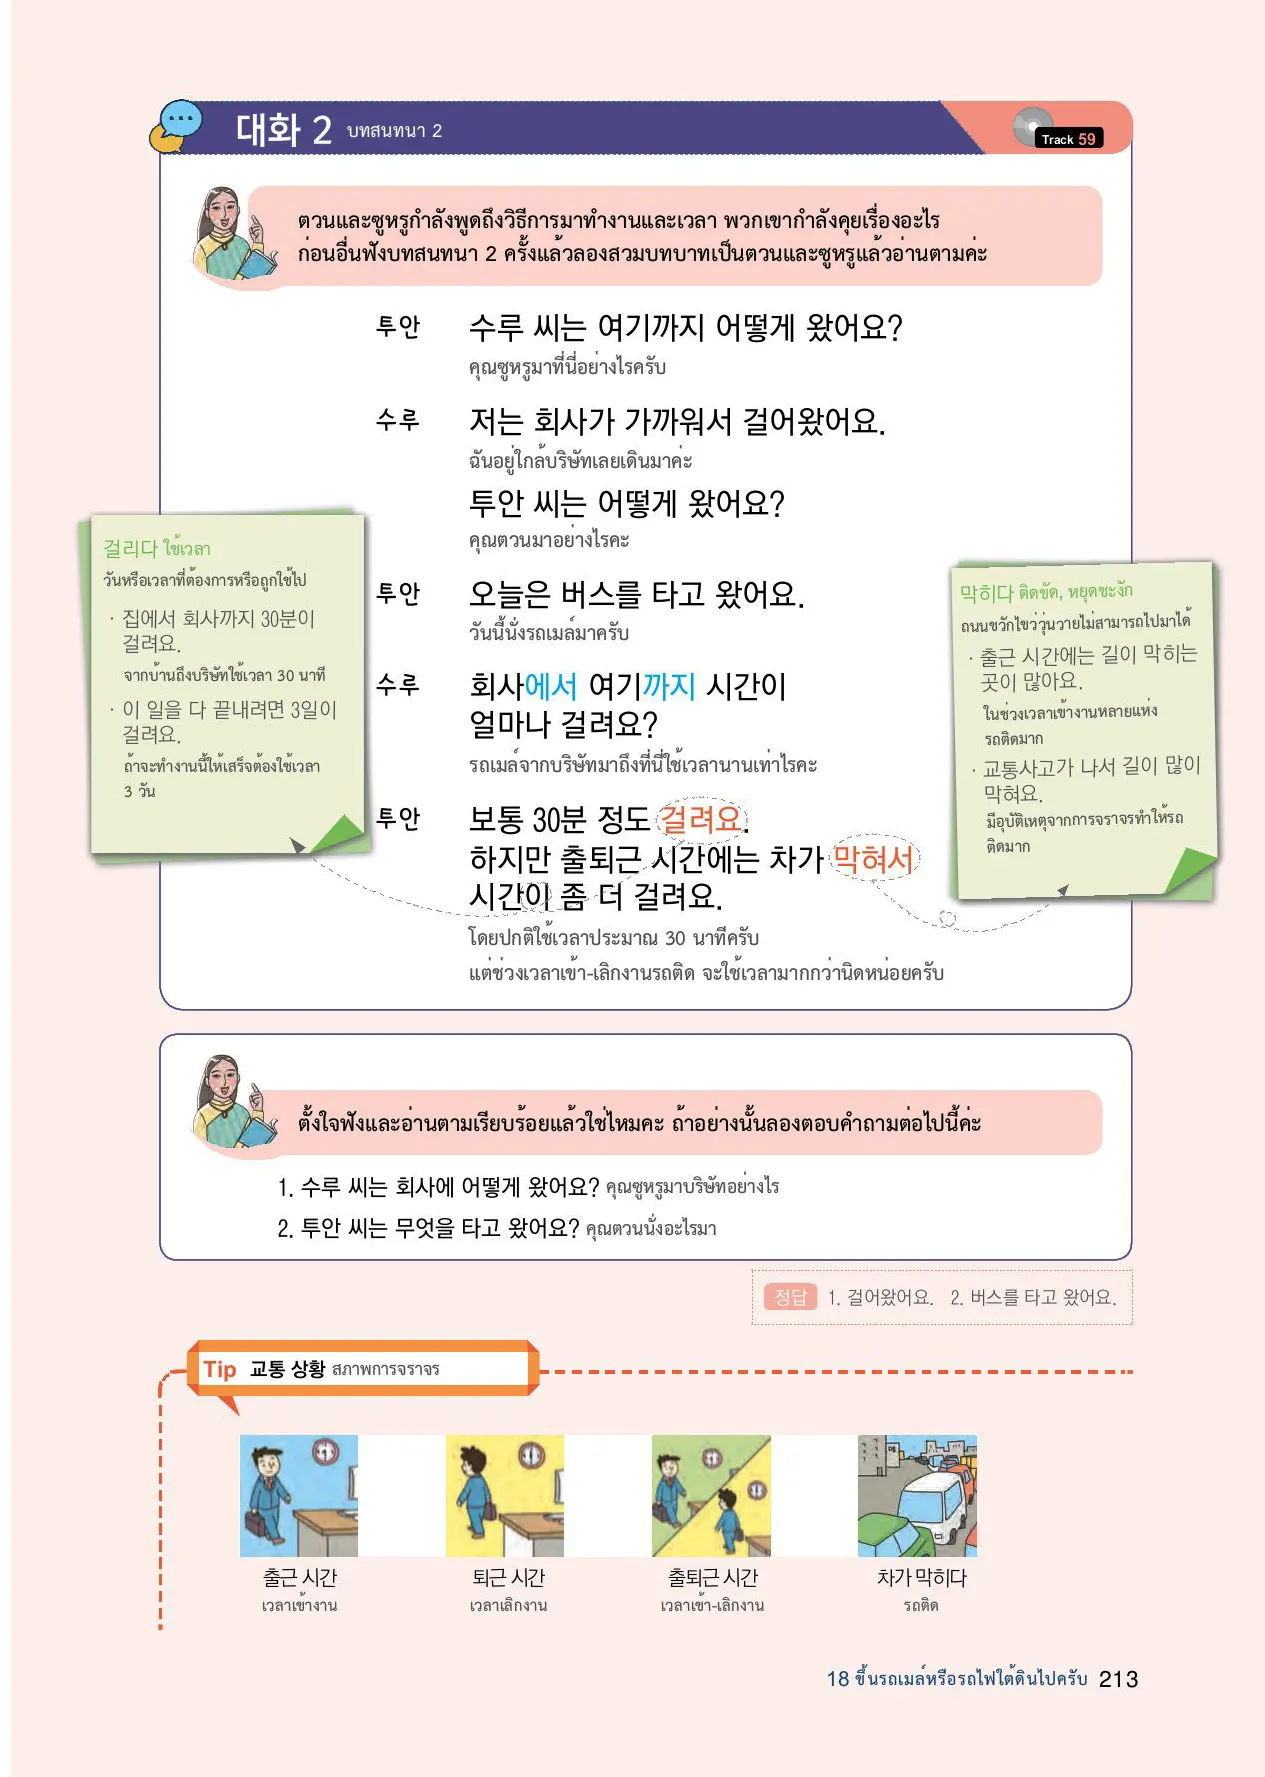 대화 2 บทสนทนา 2
Track 59
ตวนและซูหรูกำลังพูดถึงวิธีการมาทำงานและเวลา พวกเขากำลังคุยเรื่องอะไร
ก่อนอื่นฟังบทสนทนา 2 ครั้งแล้วลองสวมบทบาทเป็นตวนและซูหรูแล้วอ่านตามค่ะ
투안 수루 씨는 여기까지 어떻게 왔어요?
คุณซูหรูมาที่นี่อย่างไรครับ
수루 저는 회사가 가까워서 걸어왔어요.
ฉันอยู่ใกล้บริษัทเลยเดินมาค่ะ
투안 씨는 어떻게 왔어요?
คุณตวนมาอย่างไรคะ
투안 오늘은 버스를 타고 왔어요.
วันนี้นั่งรถเมล์มาครับ
수루 회사에서 여기까지 시간이
얼마나 걸려요?
รถเมล์จากบริษัทมาถึงที่นี่ใช้เวลานานเท่าไรคะ
투안 보통 30분 정도 걸려요.
하지만 출퇴근 시간에는 차가 막혀서
시간이 좀 더 걸려요.
โดยปกติใช้เวลาประมาณ 30 นาทีครับ
แต่ช่วงเวลาเข้า-เลิกงานรถติด จะใช้เวลามากกว่านิดหน่อยครับ
걸리다 ใช้เวลา
วันหรือเวลาที่ต้องการหรือถูกใช้ไป
· 집에서 회사까지 30분이
걸려요.
จากบ้านถึงบริษัทใช้เวลา 30 นาที
· 이 일을 다 끝내려면 3일이
걸려요.
ถ้าจะทำงานนี้ให้เสร็จต้องใช้เวลา
3 วัน
막히다 ติดขัด, หยุดชะงัก
ถนนขวักไขว่วุ่นวายไม่สามารถไปมาได้
· 출근 시간에는 길이 막히는
곳이 많아요.
ในช่วงเวลาเข้างานหลายแห่ง
รถติดมาก
· 교통사고가 나서 길이 많이
막혀요.
มีอุบัติเหตุจากการจราจรทำให้รถ
ติดมาก
ตั้งใจฟังและอ่านตามเรียบร้อยแล้วใช่ไหมคะ ถ้าอย่างนั้นลองตอบคำถามต่อไปนี้ค่ะ
1. 수루 씨는 회사에 어떻게 왔어요? คุณซูหรูมาบริษัทอย่างไร
2. 투안 씨는 무엇을 타고 왔어요? คุณตวนนั่งอะไรมา
정답 1. 걸어왔어요. 2. 버스를 타고 왔어요.
Tip 교통 상황 สภาพการจราจร
출근 시간 퇴근 시간 출퇴근 시간 차가 막히다
เวลาเข้างาน เวลาเลิกงาน เวลาเข้า-เลิกงาน รถติด
18 ขึ้นรถเมล์หรือรถไฟใต้ดินไปครับ 213